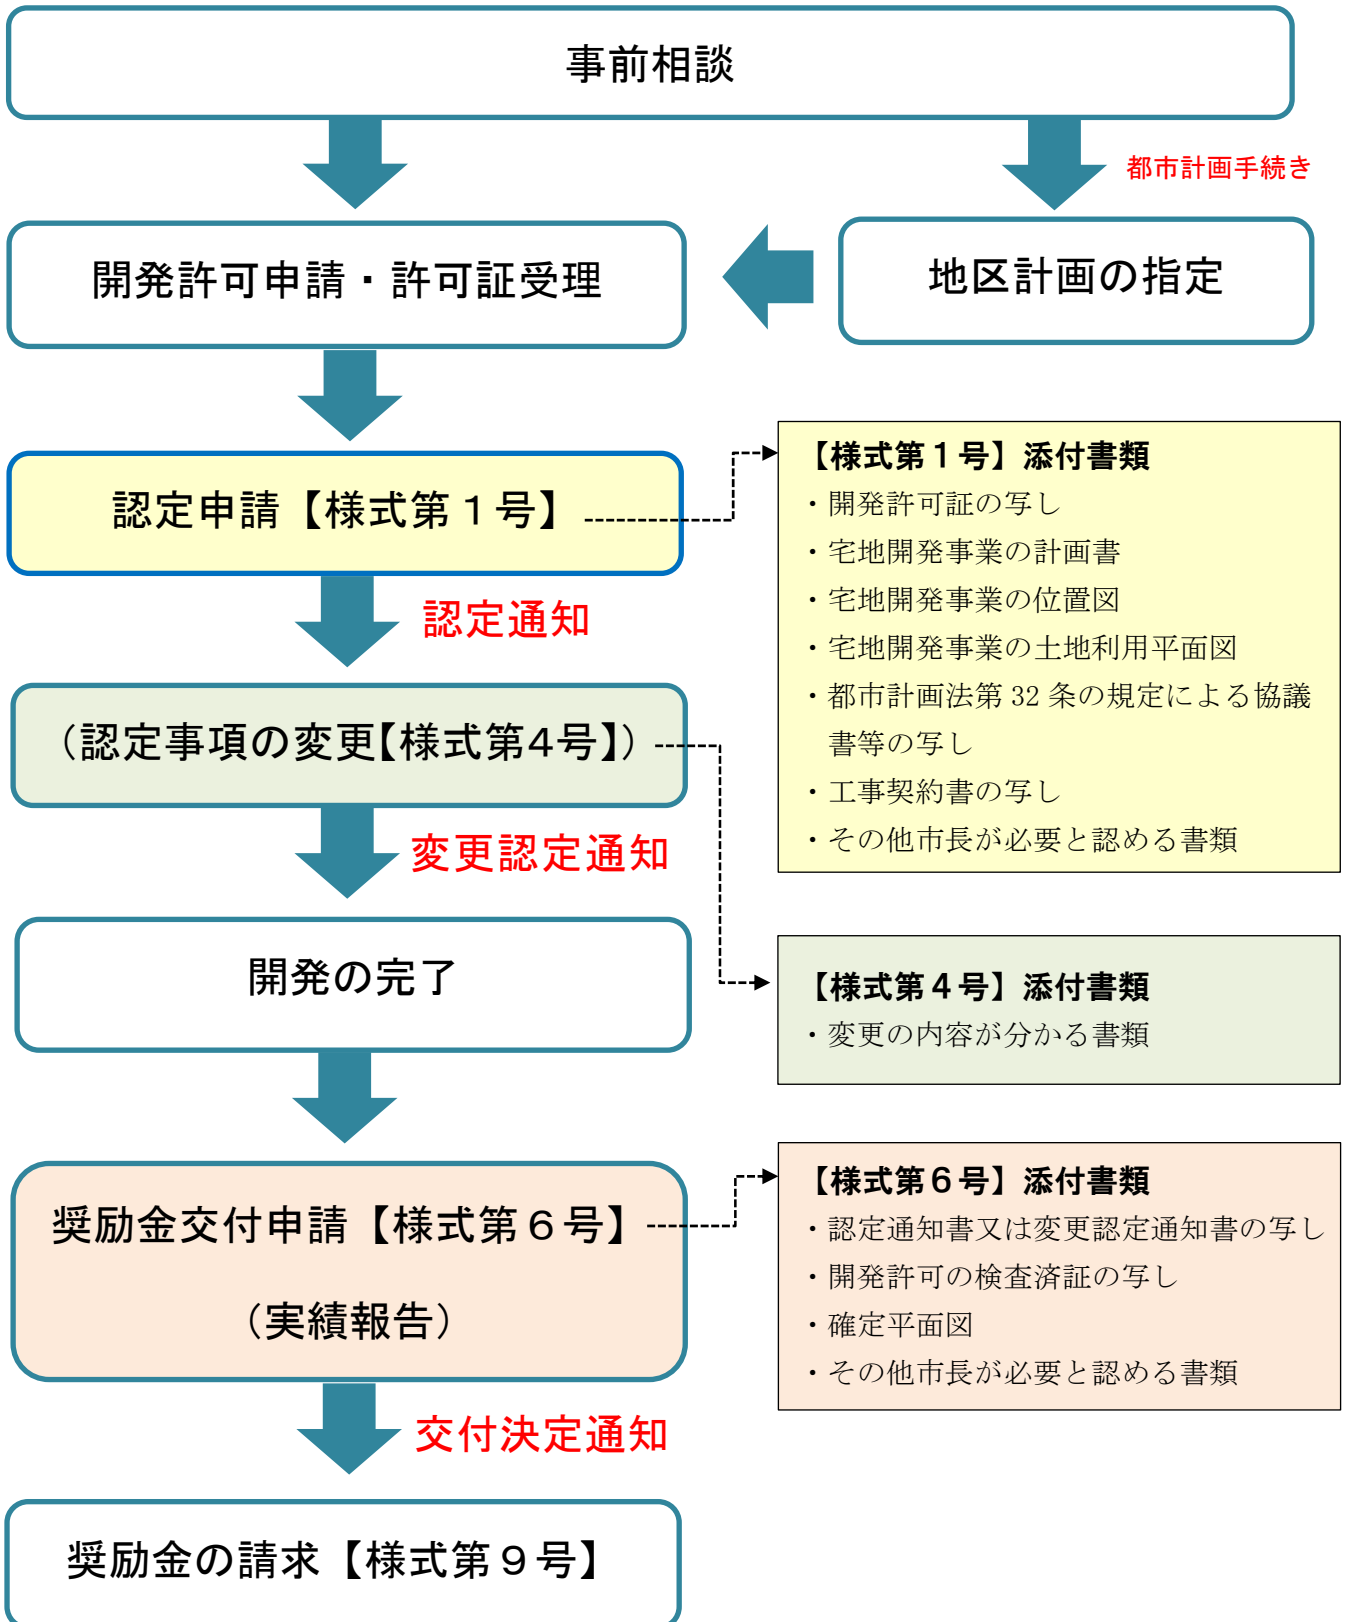 事前相談
都市計画手続き
開発許可申請・許可証受理
地区計画の指定
認定申請【様式第１号】
【様式第１号】添付書類
・開発許可証の写し
・宅地開発事業の計画書
・宅地開発事業の位置図
・宅地開発事業の土地利用平面図
・都市計画法第 32 条の規定による協議
書等の写し
・工事契約書の写し
・その他市長が必要と認める書類
認定通知
（認定事項の変更【様式第4号】）
変更認定通知
開発の完了
【様式第４号】添付書類
・変更の内容が分かる書類
奨励金交付申請【様式第６号】
（実績報告）
【様式第６号】添付書類
・認定通知書又は変更認定通知書の写し
・開発許可の検査済証の写し
・確定平面図
・その他市長が必要と認める書類
交付決定通知
奨励金の請求【様式第９号】